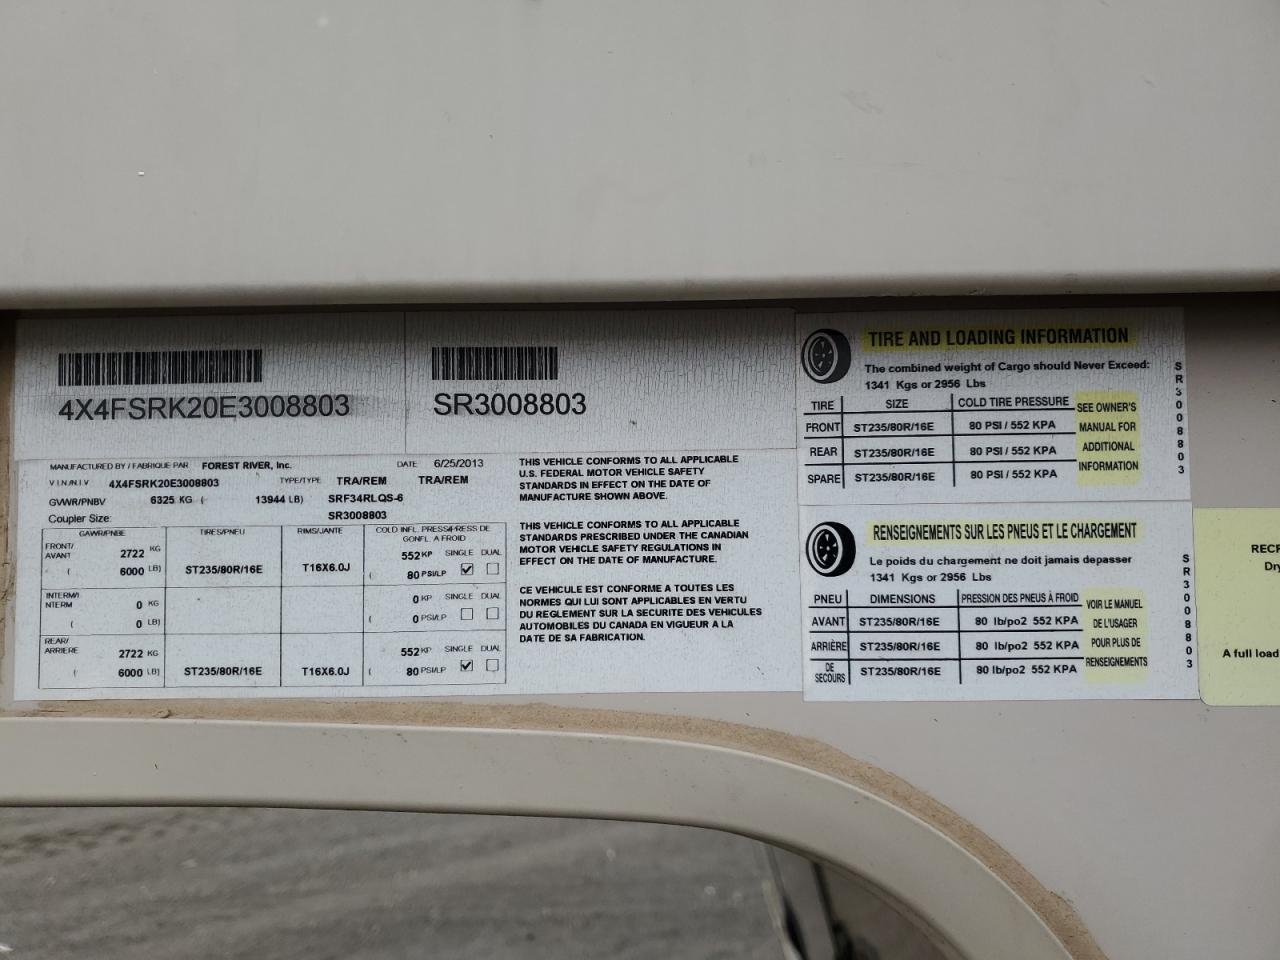 4X4FSRK20E3008803
SR3008803
MANUFACTURED BY / FABRIQUE PAR FOREST RIVER, Inc. DATE 6/25/2013
V.I.N./N.I.V 4X4FSRK20E3008803 TYPE/TYPE TRA/REM TRA/REM
GVWR/PNBV 6325 KG ( 13944 LB) SRF34RLQS-6
Coupler Size: SR3008803
GAWR/PNBE TIRES/PNEU RIMS/JANTE COLD INFL. PRESS/PRESS DE
GONFL. A FROID
FRONT/
AVANT 2722 KG 552 KP SINGLE DUAL
( 6000 LB) ST235/80R/16E T16X6.0J ( 80 PSI/LP
INTERM/
NTERM 0 KG 0 KP SINGLE DUAL
( 0 LB) ( 0 PSI/LP
REAR/
ARRIERE 2722 KG 552 KP SINGLE DUAL
( 6000 LB) ST235/80R/16E T16X6.0J ( 80 PSI/LP
THIS VEHICLE CONFORMS TO ALL APPLICABLE
U.S. FEDERAL MOTOR VEHICLE SAFETY
STANDARDS IN EFFECT ON THE DATE OF
MANUFACTURE SHOWN ABOVE.
THIS VEHICLE CONFORMS TO ALL APPLICABLE
STANDARDS PRESCRIBED UNDER THE CANADIAN
MOTOR VEHICLE SAFETY REGULATIONS IN
EFFECT ON THE DATE OF MANUFACTURE.
CE VEHICULE EST CONFORME A TOUTES LES
NORMES QUI LUI SONT APPLICABLES EN VERTU
DU REGLEMENT SUR LA SECURITE DES VEHICULES
AUTOMOBILES DU CANADA EN VIGUEUR A LA
DATE DE SA FABRICATION.
TIRE AND LOADING INFORMATION
The combined weight of Cargo should Never Exceed:
1341 Kgs or 2956 Lbs
TIRE SIZE COLD TIRE PRESSURE
FRONT ST235/80R/16E 80 PSI / 552 KPA
REAR ST235/80R/16E 80 PSI / 552 KPA
SPARE ST235/80R/16E 80 PSI / 552 KPA
SEE OWNER'S
MANUAL FOR
ADDITIONAL
INFORMATION
SR3008803
RENSEIGNEMENTS SUR LES PNEUS ET LE CHARGEMENT
Le poids du chargement ne doit jamais depasser
1341 Kgs or 2956 Lbs
PNEU DIMENSIONS PRESSION DES PNEUS À FROID
AVANT ST235/80R/16E 80 lb/po2 552 KPA
ARRIÈRE ST235/80R/16E 80 lb/po2 552 KPA
DE
SECOURS ST235/80R/16E 80 lb/po2 552 KPA
VOIR LE MANUEL
DE L'USAGER
POUR PLUS DE
RENSEIGNEMENTS
SR3008803
RECR
Dry
A full load